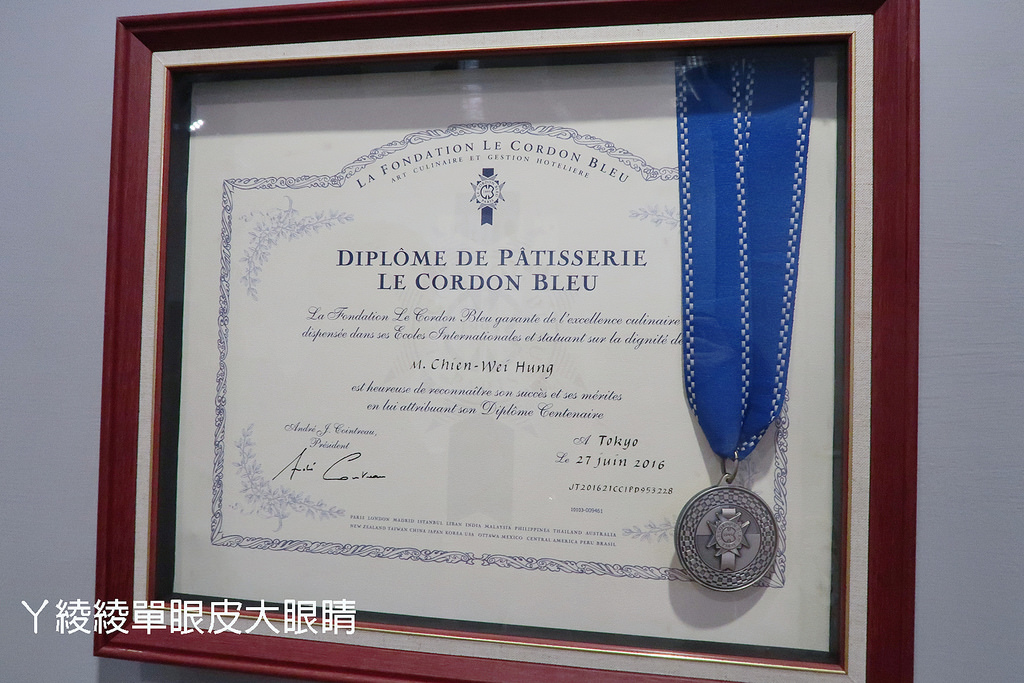 LA FONDATION LE CORDON BLEU
ART CULINAIRE ET GESTION HOTELIERE
DIPLÔME DE PÂTISSERIE
LE CORDON BLEU
La Fondation Le Cordon Bleu garante de l'excellence culinaire
dispensée dans ses Ecoles Internationales et statuant sur la dignité de
M. Chien-Wei Hung
est heureuse de reconnaître son succès et ses mérites
en lui attribuant son Diplôme Centenaire
André J. Cointreau,
Président
A Tokyo
Le 27 juin 2016
JT201621CCIPD953228
10103-009461
PARIS LONDON MADRID ISTANBUL LIBAN INDIA MALAYSIA PHILIPPINES THAILAND AUSTRALIA
NEW ZEALAND TAIWAN CHINA JAPAN KOREA USA OTTAWA MEXICO CENTRAL AMERICA PERU BRASIL
ㄚ綾綾單眼皮大眼睛